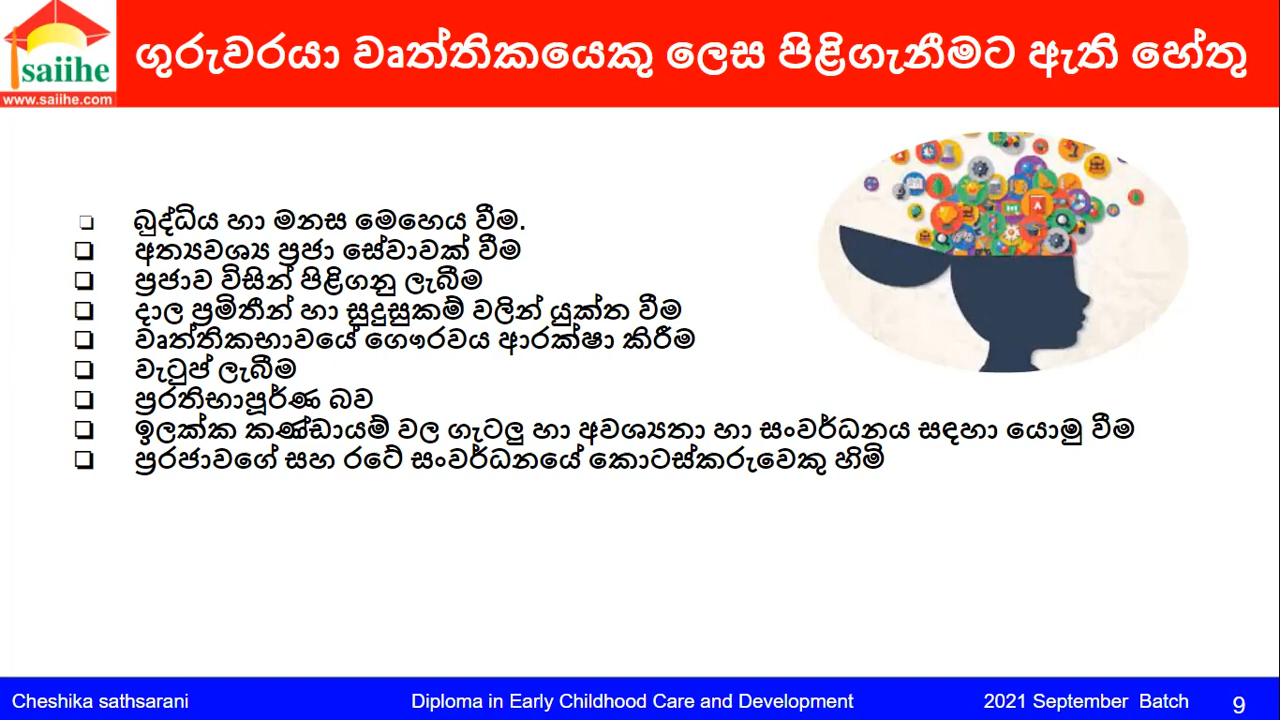 saiihe
www.saiihe.com
ගුරුවරයා වෘත්තිකයෙකු ලෙස පිළිගැනීමට ඇති හේතු
❏ බුද්ධිය හා මනස මෙහෙය වීම.
❏ අත්‍යවශ්‍ය ප්‍රජා සේවාවක් වීම
❏ ප්‍රජාව විසින් පිළිගනු ලැබීම
❏ දාල ප්‍රමිතීන් හා සුදුසුකම් වලින් යුක්ත වීම
❏ වෘත්තිකභාවයේ ගෞරවය ආරක්ෂා කිරීම
❏ වැටුප් ලැබීම
❏ ප්‍රරතිභාපූර්ණ බව
❏ ඉලක්ක කණ්ඩායම් වල ගැටලු හා අවශ්‍යතා හා සංවර්ධනය සඳහා යොමු වීම
❏ ප්‍රරජාවගේ සහ රටේ සංවර්ධනයේ කොටස්කරුවෙකු හිමි
Cheshika sathsarani Diploma in Early Childhood Care and Development 2021 September Batch 9